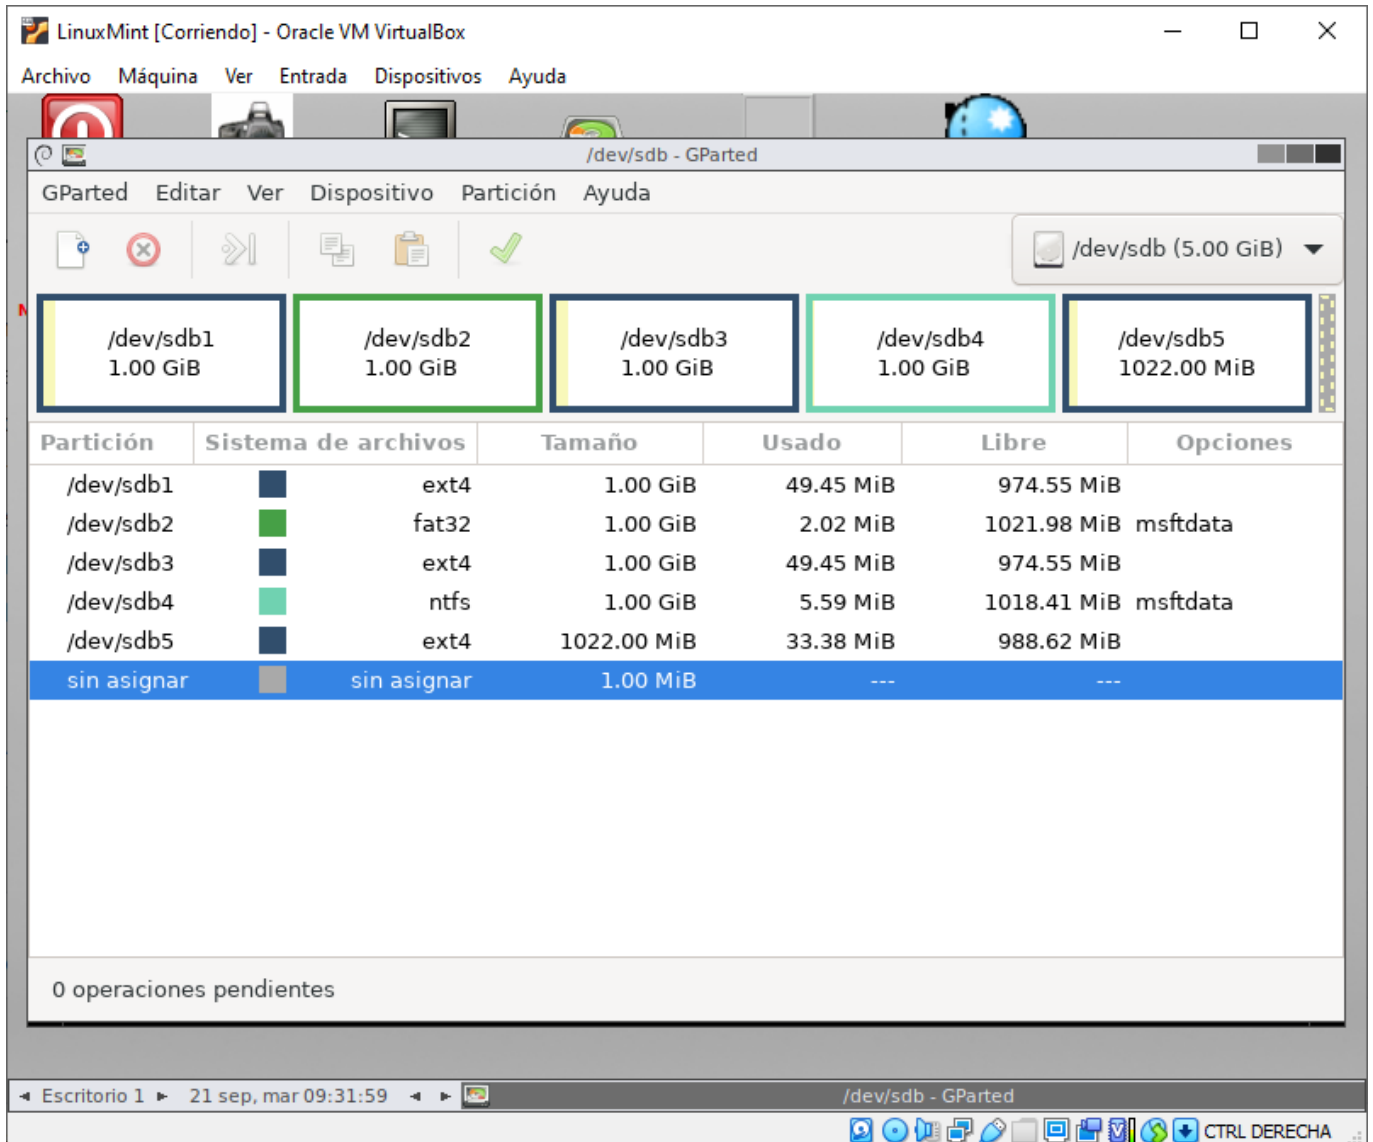 LinuxMint [Corriendo] - Oracle VM VirtualBox
Archivo Máquina Ver Entrada Dispositivos Ayuda
/dev/sdb - GParted
GParted Editar Ver Dispositivo Partición Ayuda
/dev/sdb (5.00 GiB)
/dev/sdb1 /dev/sdb2 /dev/sdb3 /dev/sdb4 /dev/sdb5
1.00 GiB 1.00 GiB 1.00 GiB 1.00 GiB 1022.00 MiB
Partición Sistema de archivos Tamaño Usado Libre Opciones
/dev/sdb1 ext4 1.00 GiB 49.45 MiB 974.55 MiB
/dev/sdb2 fat32 1.00 GiB 2.02 MiB 1021.98 MiB msftdata
/dev/sdb3 ext4 1.00 GiB 49.45 MiB 974.55 MiB
/dev/sdb4 ntfs 1.00 GiB 5.59 MiB 1018.41 MiB msftdata
/dev/sdb5 ext4 1022.00 MiB 33.38 MiB 988.62 MiB
sin asignar sin asignar 1.00 MiB --- ---
0 operaciones pendientes
Escritorio 1 21 sep, mar 09:31:59 /dev/sdb - GParted
CTRL DERECHA